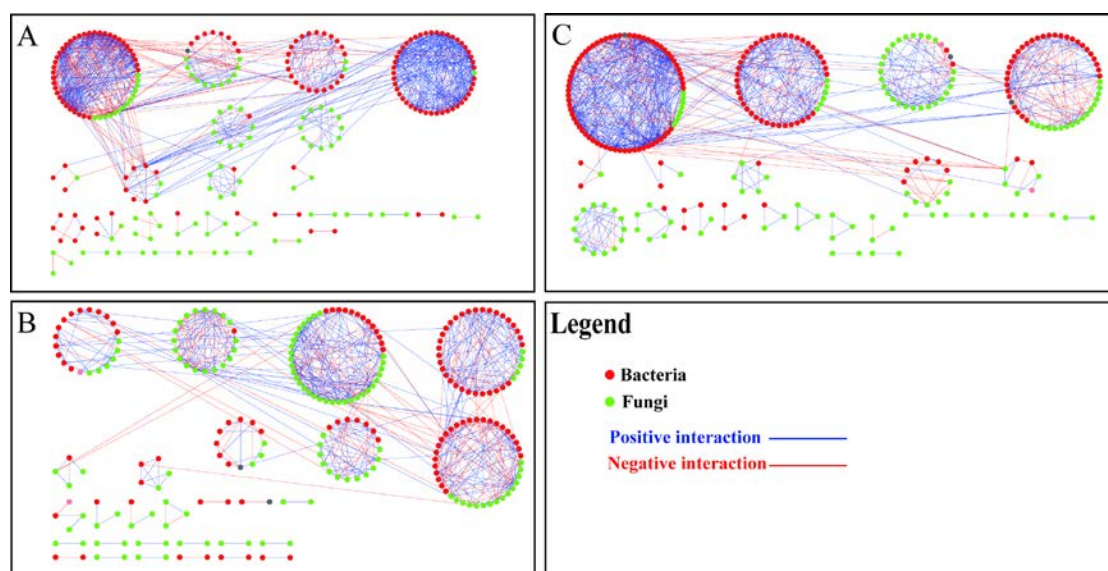 A
C
B
Legend
Bacteria
Fungi
Positive interaction
Negative interaction